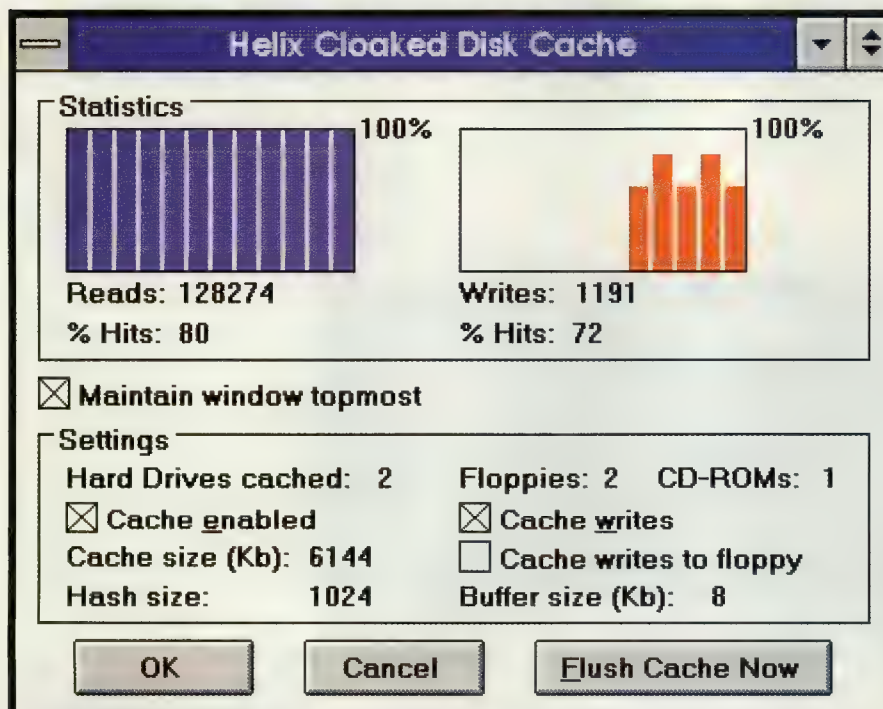 Helix Cloaked Disk Cache
Statistics
100%
100%
Reads: 128274
Writes: 1191
% Hits: 80
% Hits: 72
Maintain window topmost
Settings
Hard Drives cached: 2
Floppies: 2 CD-ROMs: 1
Cache enabled
Cache writes
Cache size (Kb): 6144
Cache writes to floppy
Hash size: 1024
Buffer size (Kb): 8
OK
Cancel
Flush Cache Now